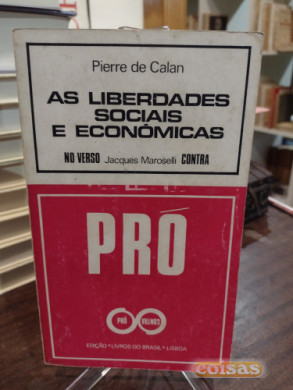 Pierre de Calan
AS LIBERDADES
SOCIAIS
E ECONÓMICAS
NO VERSO Jacques Maroselli CONTRA
PRÓ
PRÓ CONTRA
EDIÇÃO • LIVROS DO BRASIL • LISBOA
coisas